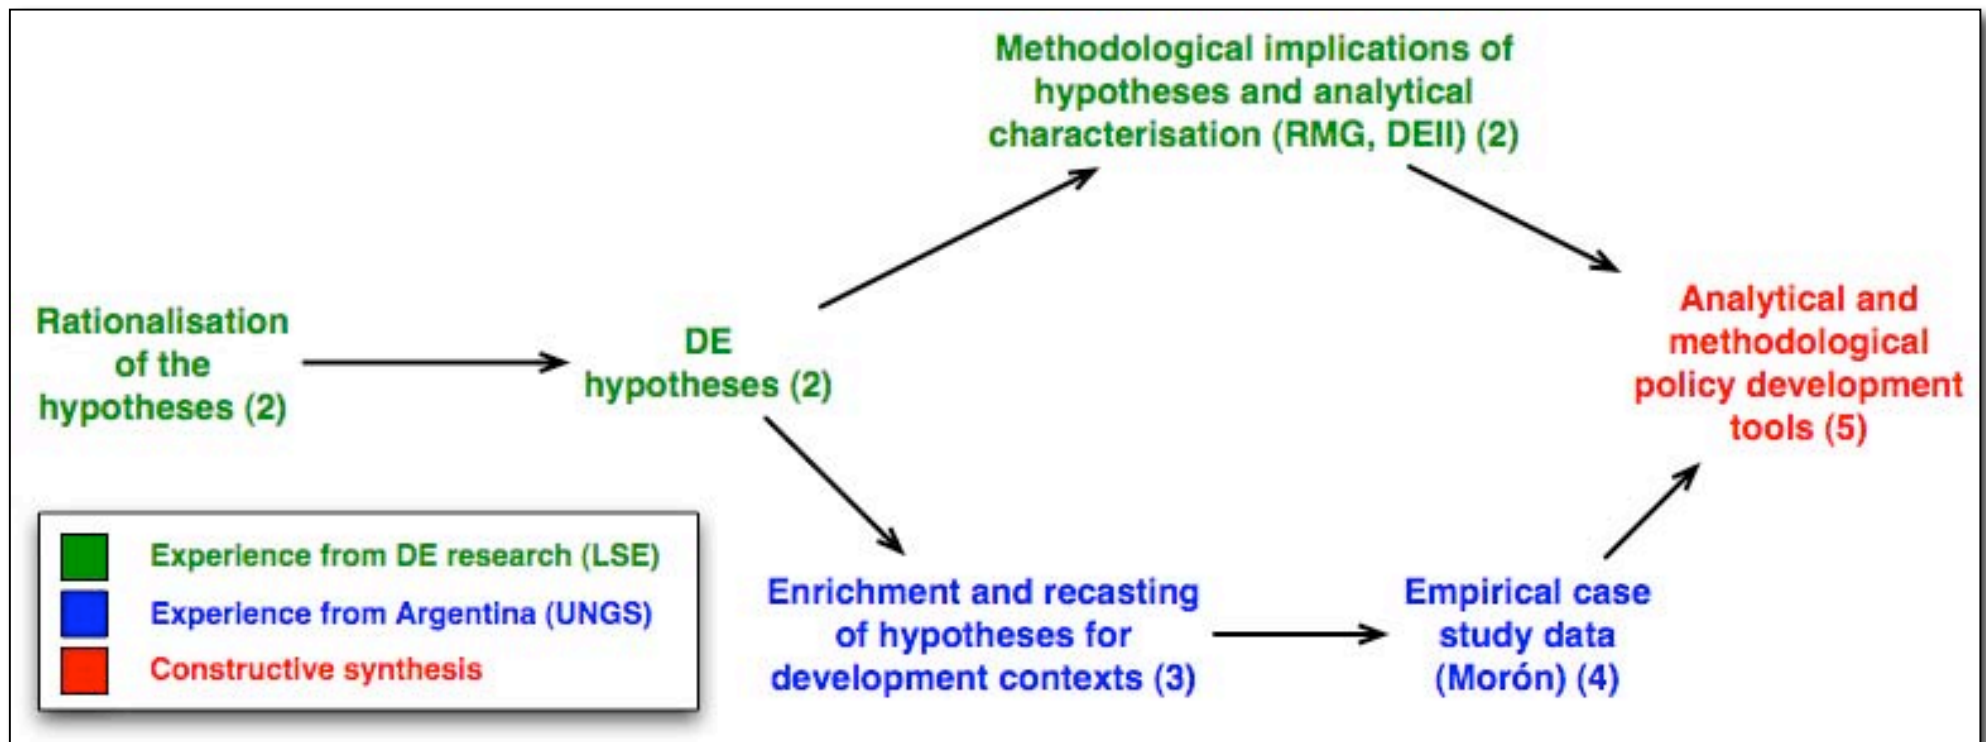 Methodological implications of
hypotheses and analytical
characterisation (RMG, DEII) (2)
Rationalisation
of the
hypotheses (2)
DE
hypotheses (2)
Analytical and
methodological
policy development
tools (5)
Enrichment and recasting
of hypotheses for
development contexts (3)
Empirical case
study data
(Morón) (4)
Experience from DE research (LSE)
Experience from Argentina (UNGS)
Constructive synthesis